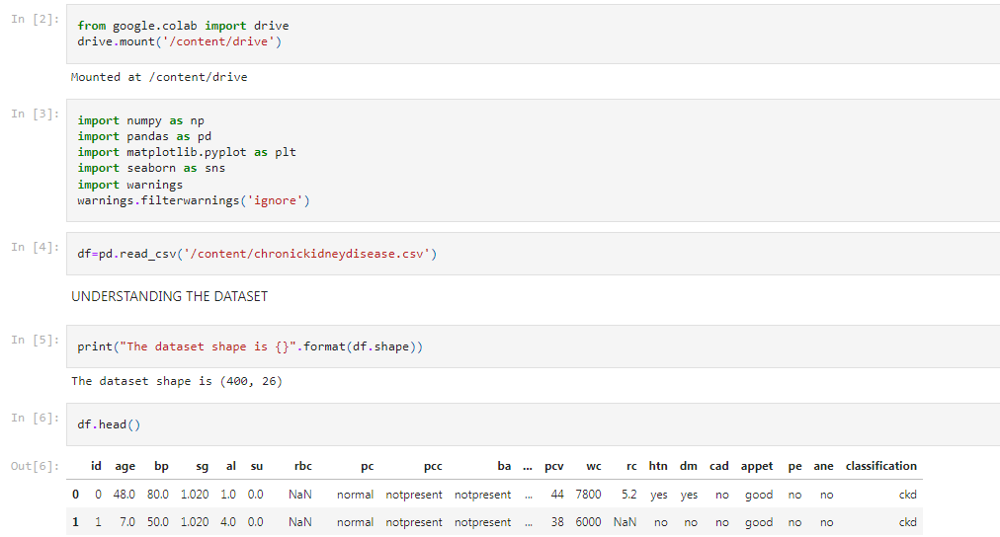 In [2]:
from google.colab import drive
drive.mount('/content/drive')
Mounted at /content/drive
In [3]:
import numpy as np
import pandas as pd
import matplotlib.pyplot as plt
import seaborn as sns
import warnings
warnings.filterwarnings('ignore')
In [4]:
df=pd.read_csv('/content/chronickidneydisease.csv')
UNDERSTANDING THE DATASET
In [5]:
print("The dataset shape is {}".format(df.shape))
The dataset shape is (400, 26)
In [6]:
df.head()
Out[6]:
id age bp sg al su rbc pc pcc ba ... pcv wc rc htn dm cad appet pe ane classification
0 0 48.0 80.0 1.020 1.0 0.0 NaN normal notpresent notpresent ... 44 7800 5.2 yes yes no good no no ckd
1 1 7.0 50.0 1.020 4.0 0.0 NaN normal notpresent notpresent ... 38 6000 NaN no no no good no no ckd